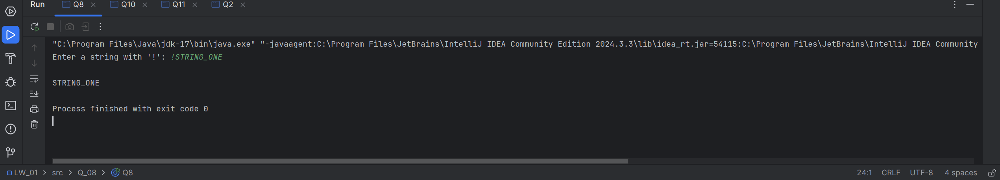 Run Q8 Q10 Q11 Q2
"C:\Program Files\Java\jdk-17\bin\java.exe" "-javaagent:C:\Program Files\JetBrains\IntelliJ IDEA Community Edition 2024.3.3\lib\idea_rt.jar=54115:C:\Program Files\JetBrains\IntelliJ IDEA Community
Enter a string with '!': !STRING_ONE
STRING_ONE
Process finished with exit code 0
LW_01 > src > Q_08 > Q8 24:1 CRLF UTF-8 4 spaces